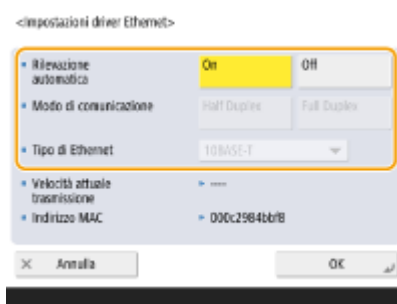 <Impostazioni driver Ethernet>
• Rilevazione automatica On Off
• Modo di comunicazione Half Duplex Full Duplex
• Tipo di Ethernet 10BASE-T
• Velocità attuale trasmissione ► ----
• Indirizzo MAC ► 000c2984bbf8
× Annulla OK